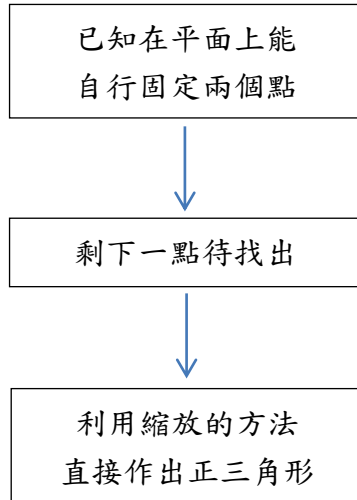 已知在平面上能
自行固定兩個點
剩下一點待找出
利用縮放的方法
直接作出正三角形